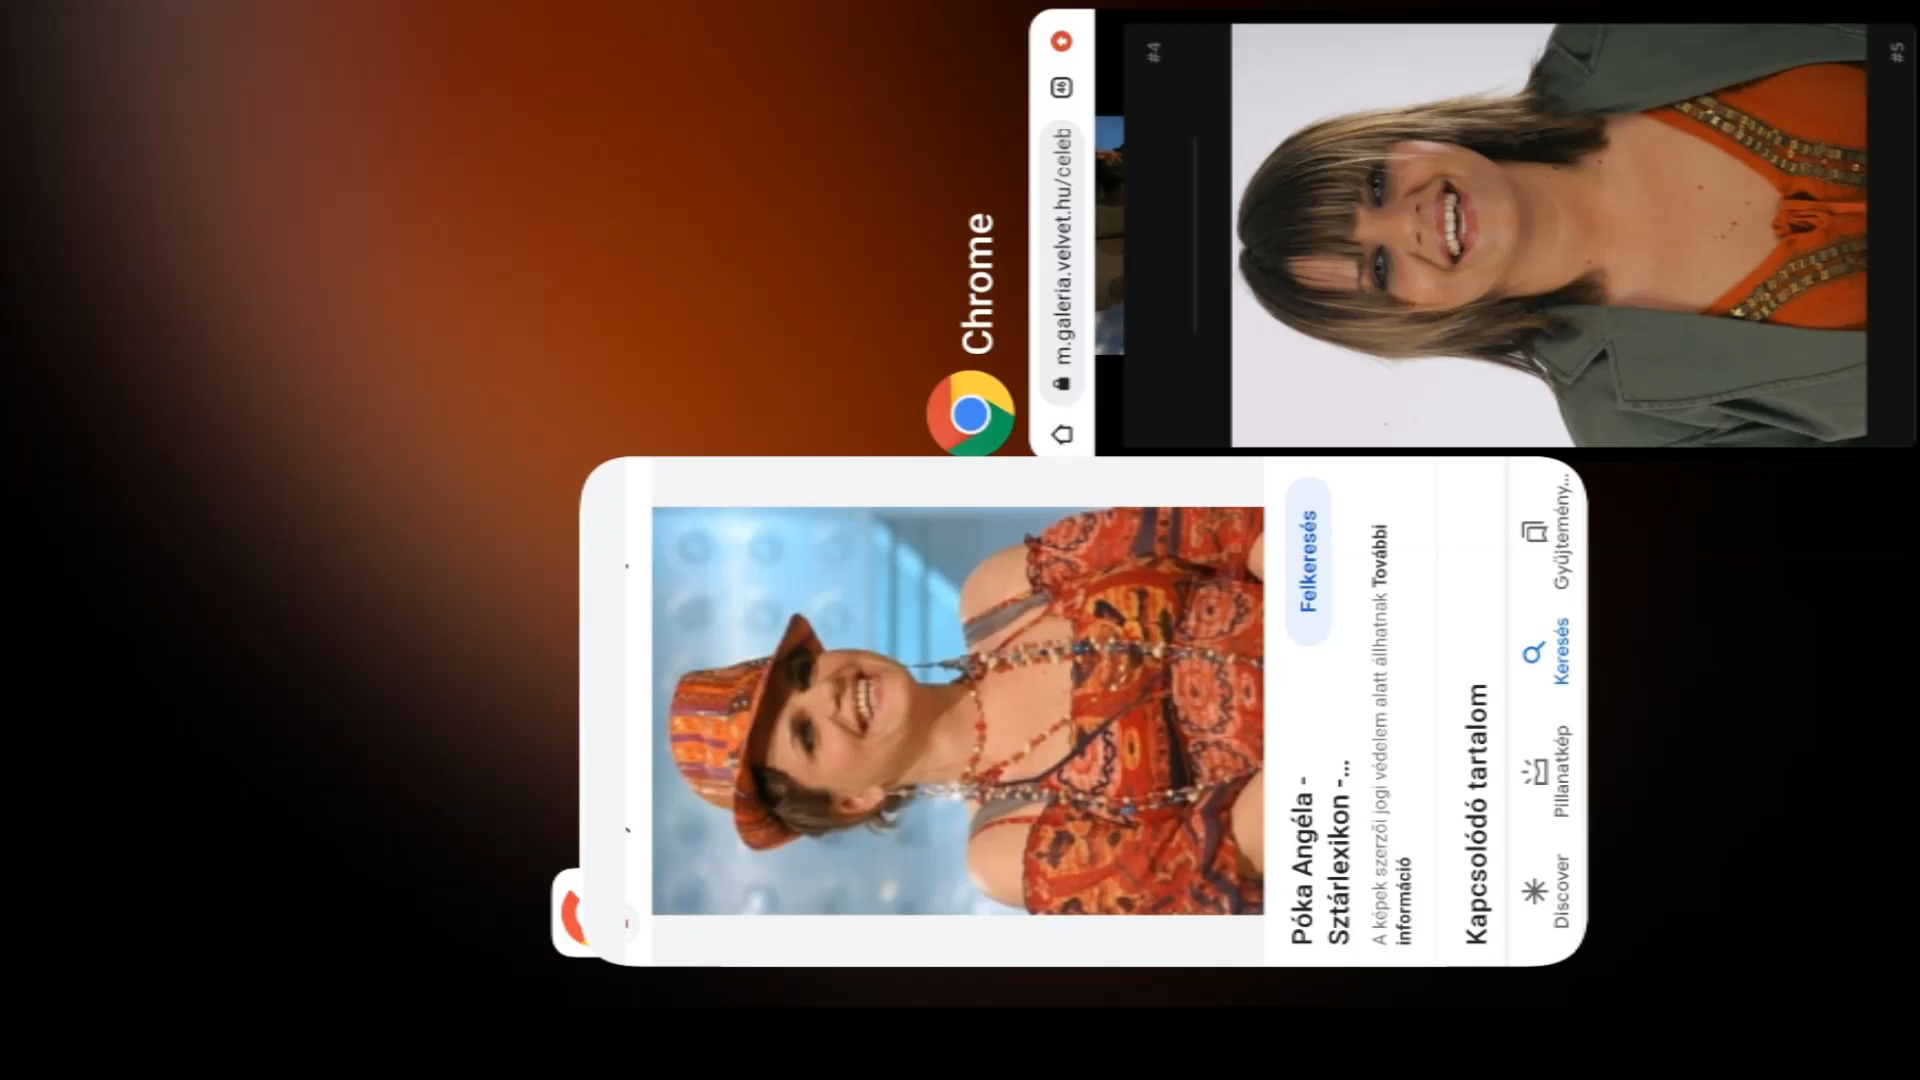 Chrome
m.galeria.velvet.hu/celeb
46
#4
#5
Póka Angéla -
Sztárlexikon -...
Felkeresés
A képek szerzői jogi védelem alatt állhatnak További
információ
Kapcsolódó tartalom
Discover
Pillanatkép
Keresés
Gyűjtemény...